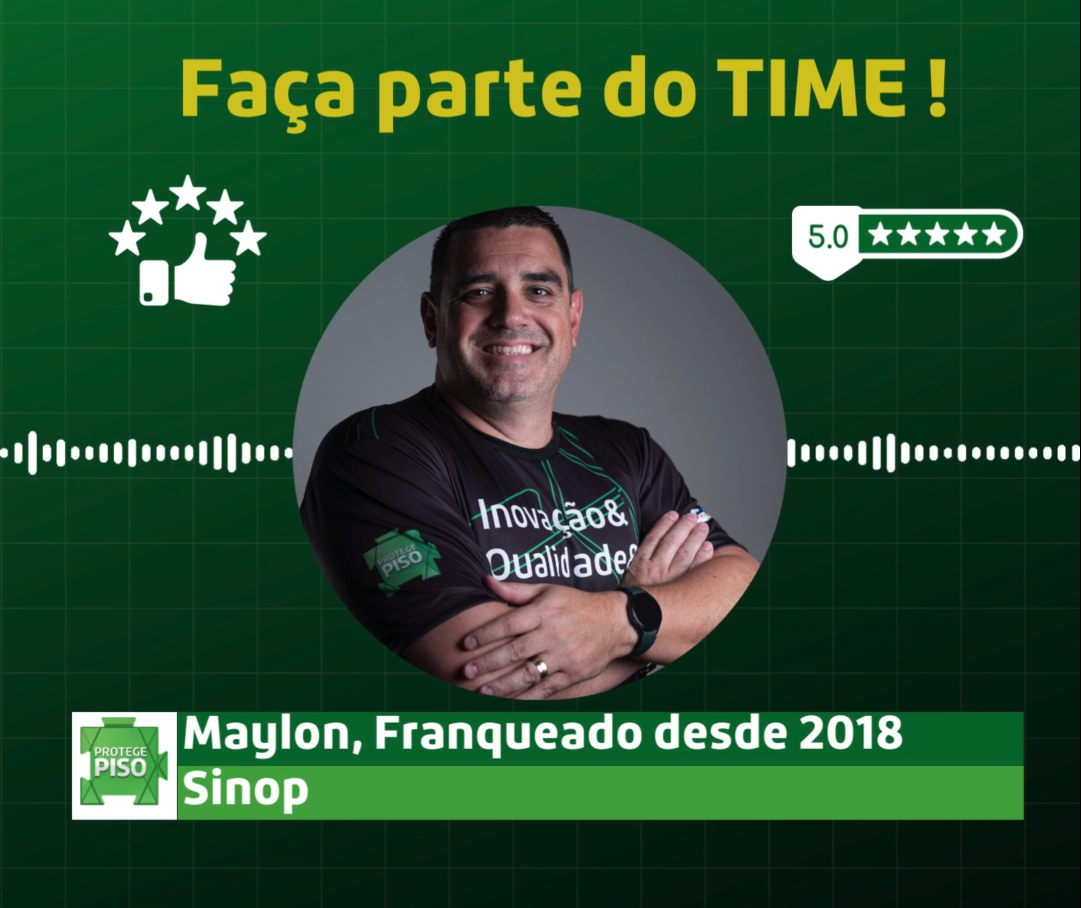 Faça parte do TIME !
5.0
Inovação&
Qualidade&
PROTEGE
PISO
PROTEGE
PISO
Maylon, Franqueado desde 2018
Sinop